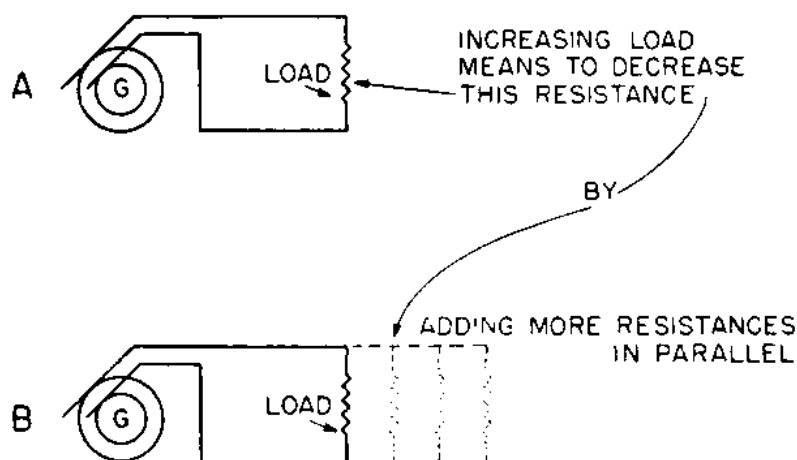 A
G
LOAD
INCREASING LOAD
MEANS TO DECREASE
THIS RESISTANCE
BY
ADDING MORE RESISTANCES
IN PARALLEL
B
G
LOAD